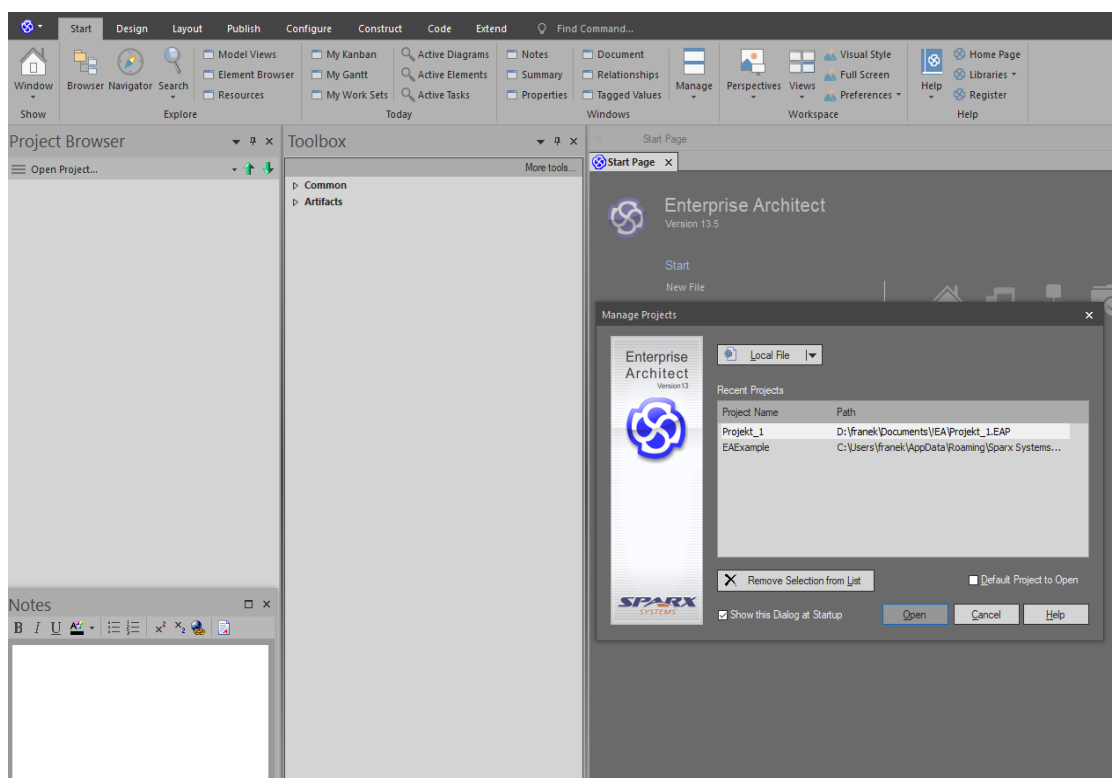 Start Design Layout Publish Configure Construct Code Extend Find Command...
Model Views My Kanban Active Diagrams Notes Document Visual Style Home Page
Element Browser My Gantt Active Elements Summary Relationships Full Screen Libraries
Window Browser Navigator Search Manage Perspectives Views Help
Resources My Work Sets Active Tasks Properties Tagged Values Preferences Register
Show Explore Today Windows Workspace Help
Project Browser Toolbox Start Page
Open Project... More tools... Start Page
Common
Artifacts
Enterprise Architect
Version 13.5
Start
New File
Manage Projects
Enterprise
Architect
Version 13
Local File
Recent Projects
Project Name Path
Projekt_1 D:\franek\Documents\!EA\Projekt_1.EAP
EAExample C:\Users\franek\AppData\Roaming\Sparx Systems...
Remove Selection from List Default Project to Open
SPARX
SYSTEMS
Show this Dialog at Startup Open Cancel Help
Notes
B I U A x² x₂